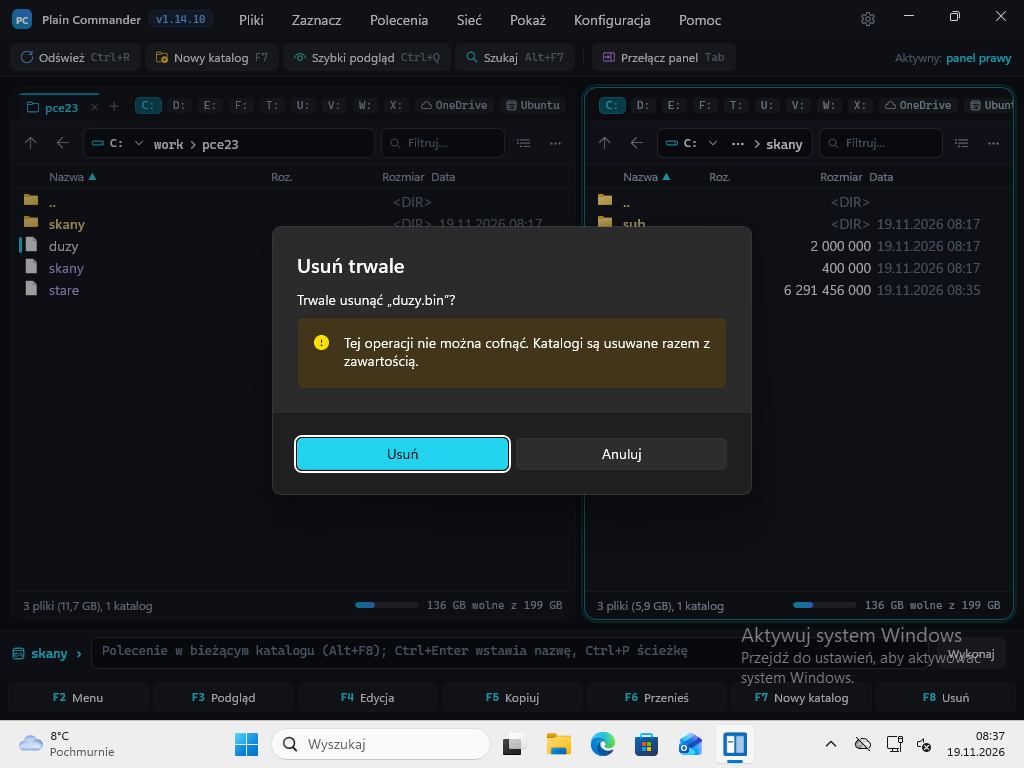 Plain Commander v1.14.10 Pliki Zaznacz Polecenia Sieć Pokaż Konfiguracja Pomoc
Odśwież Ctrl+R Nowy katalog F7 Szybki podgląd Ctrl+Q Szukaj Alt+F7 Przełącz panel Tab Aktywny: panel prawy
pce23 C: D: E: F: T: U: V: W: X: OneDrive Ubuntu
C: D: E: F: T: U: V: W: X: OneDrive
C: work pce23 Filtruj...
C: ... skany Filtruj...
Nazwa Roz. Rozmiar Data
Nazwa Roz. Rozmiar Data
.. <DIR>
.. <DIR>
skany <DIR> 19.11.2026 08:17
sub <DIR> 19.11.2026 08:17
duzy
2 000 000 19.11.2026 08:17
skany
400 000 19.11.2026 08:17
stare
6 291 456 000 19.11.2026 08:35
Usuń trwale
Trwale usunąć „duzy.bin”?
Tej operacji nie można cofnąć. Katalogi są usuwane razem z
zawartością.
Usuń Anuluj
3 pliki (11,7 GB), 1 katalog 136 GB wolne z 199 GB
3 pliki (5,9 GB), 1 katalog 136 GB wolne z 199 GB
skany Polecenie w bieżącym katalogu (Alt+F8); Ctrl+Enter wstawia nazwę, Ctrl+P ścieżkę Wykonaj
Aktywuj system Windows
Przejdź do ustawień, aby aktywować
system Windows.
F2 Menu F3 Podgląd F4 Edycja F5 Kopiuj F6 Przenieś F7 Nowy katalog F8 Usuń
8°C
Pochmurnie
Wyszukaj
08:37
19.11.2026